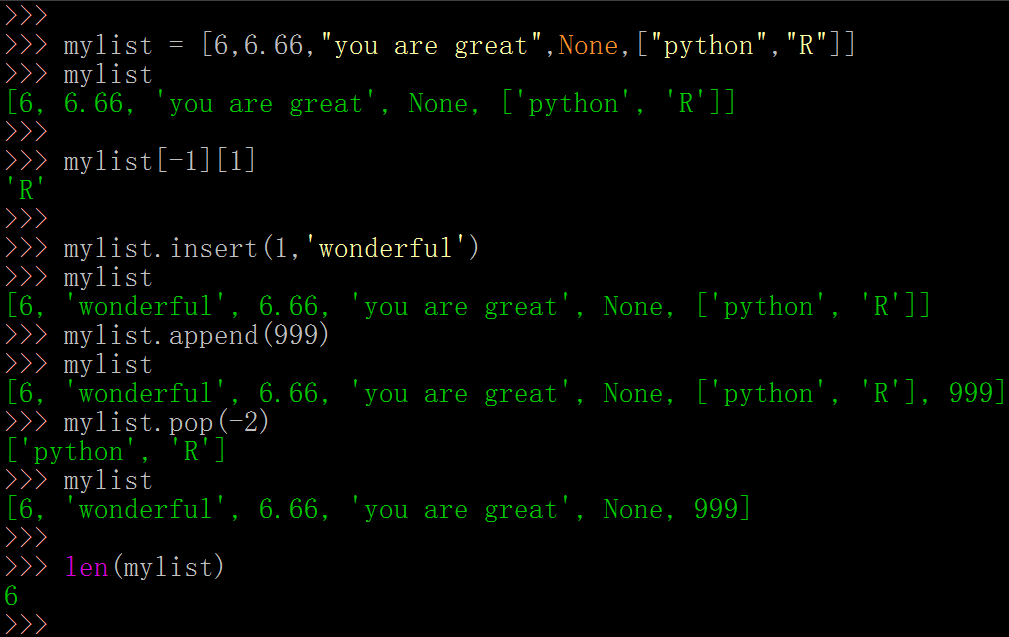 >>>
>>> mylist = [6,6.66,"you are great",None,["python","R"]]
>>> mylist
[6, 6.66, 'you are great', None, ['python', 'R']]
>>>
>>> mylist[-1][1]
'R'
>>>
>>> mylist.insert(1,'wonderful')
>>> mylist
[6, 'wonderful', 6.66, 'you are great', None, ['python', 'R']]
>>> mylist.append(999)
>>> mylist
[6, 'wonderful', 6.66, 'you are great', None, ['python', 'R'], 999]
>>> mylist.pop(-2)
['python', 'R']
>>> mylist
[6, 'wonderful', 6.66, 'you are great', None, 999]
>>>
>>> len(mylist)
6
>>>